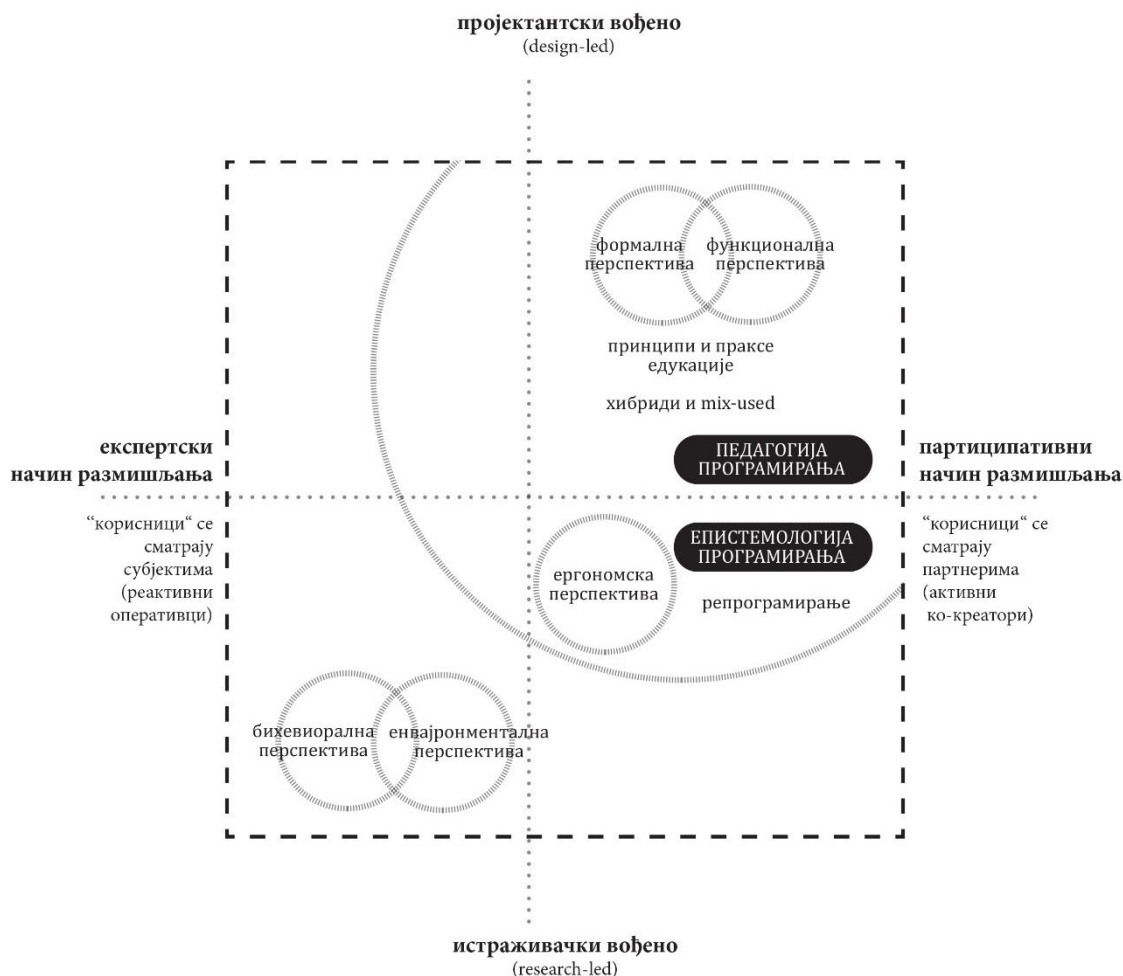 пројектантски вођено
(design-led)
формална
перспектива
функционална
перспектива
принципи и праксе
едукације
хибриди и mix-used
експертски
начин размишљања
ПЕДАГОГИЈА
ПРОГРАМИРАЊА
партиципативни
начин размишљања
“корисници“ се
сматрају
субјектима
(реактивни
оперативци)
ергономска
перспектива
ЕПИСТЕМОЛОГИЈА
ПРОГРАМИРАЊА
репрограмирање
“корисници“ се
сматрају
партнерима
(активни
ко-креатори)
бихевиорална
перспектива
енвајронментална
перспектива
истраживачки вођено
(research-led)